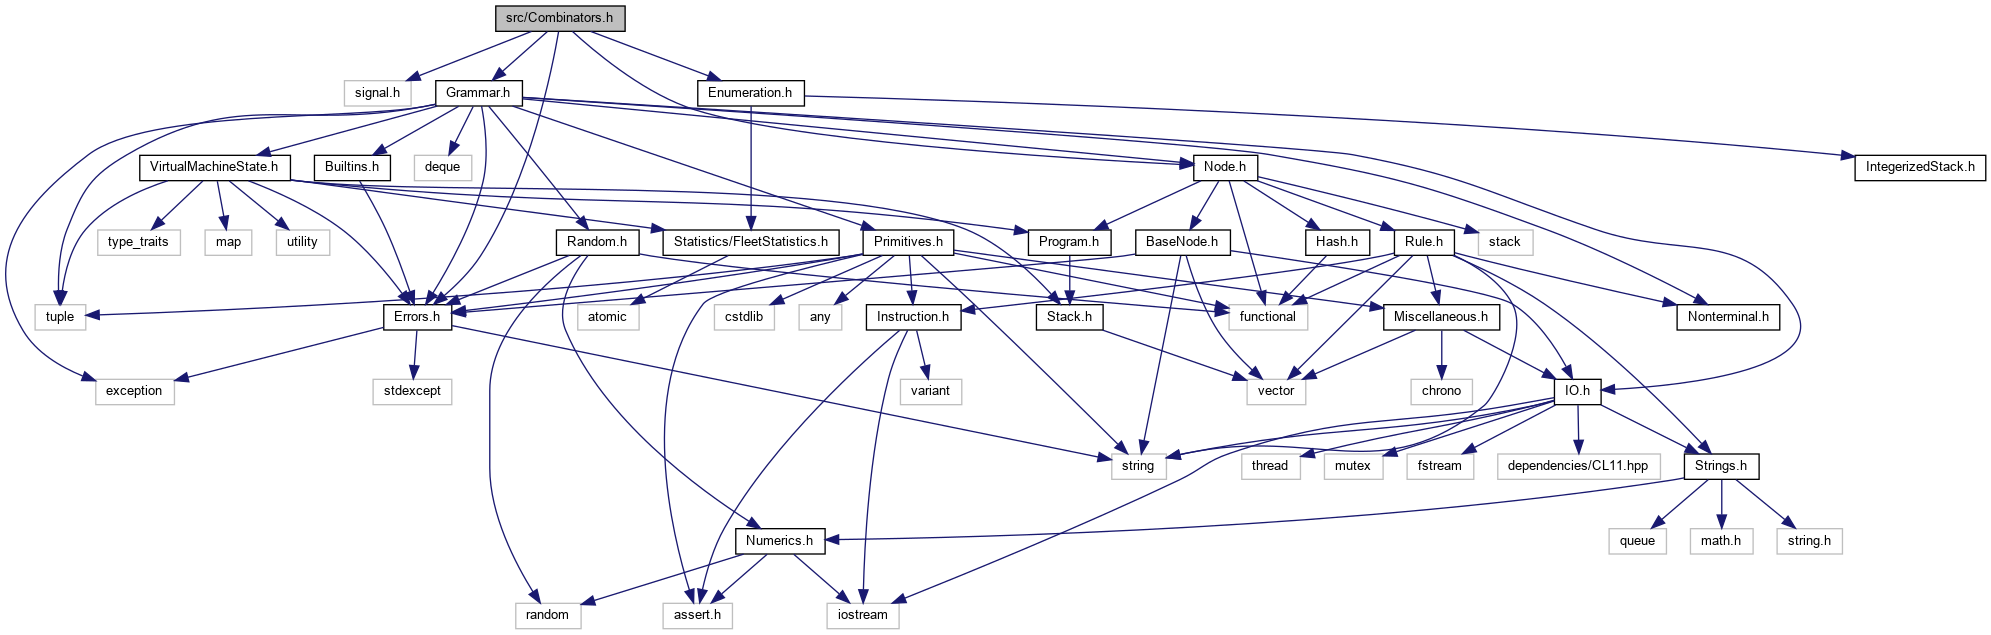 src/Combinators.h
signal.h
Grammar.h
Enumeration.h
VirtualMachineState.h
Builtins.h
deque
Node.h
IntegerizedStack.h
type_traits
map
utility
Random.h
Statistics/FleetStatistics.h
Primitives.h
Program.h
BaseNode.h
Hash.h
Rule.h
stack
tuple
Errors.h
atomic
cstdlib
any
Instruction.h
Stack.h
functional
Miscellaneous.h
Nonterminal.h
exception
stdexcept
variant
vector
chrono
IO.h
string
thread
mutex
fstream
dependencies/CL11.hpp
Strings.h
Numerics.h
queue
math.h
string.h
random
assert.h
iostream